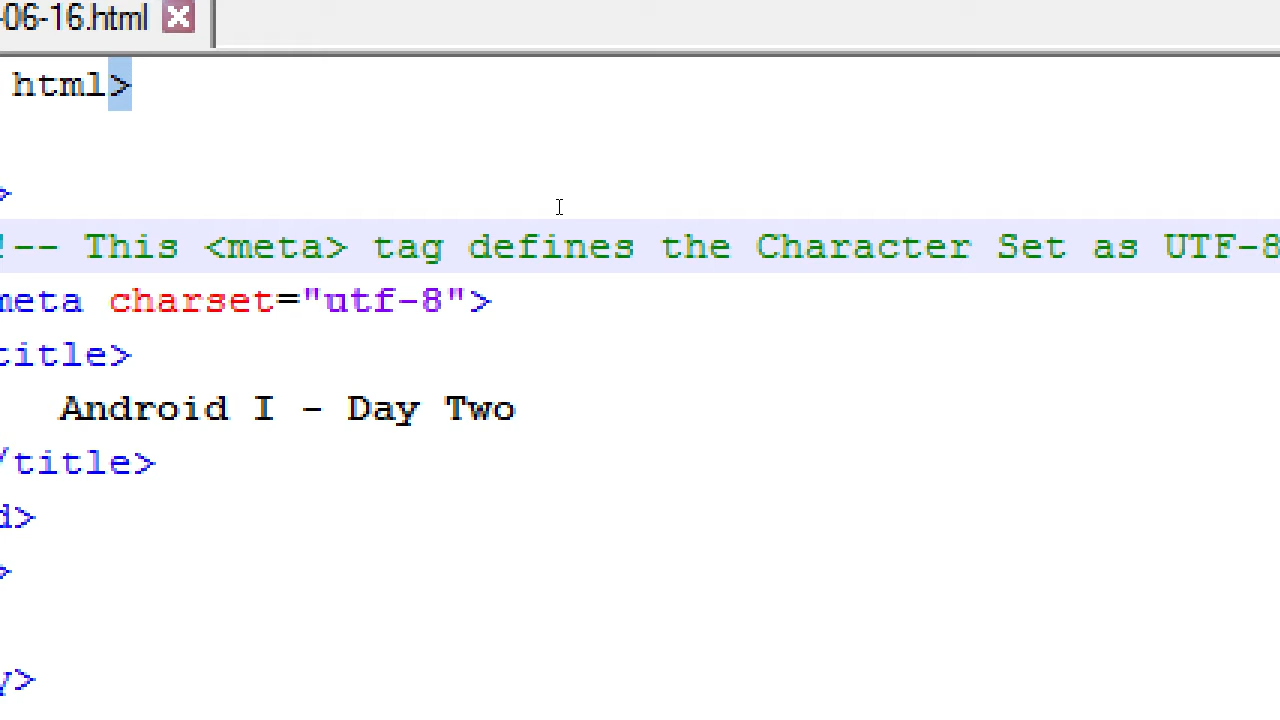 -06-16.html
html>
>
!-- This <meta> tag defines the Character Set as UTF-8
meta charset="utf-8">
title>
Android I - Day Two
/title>
d>
>
y>